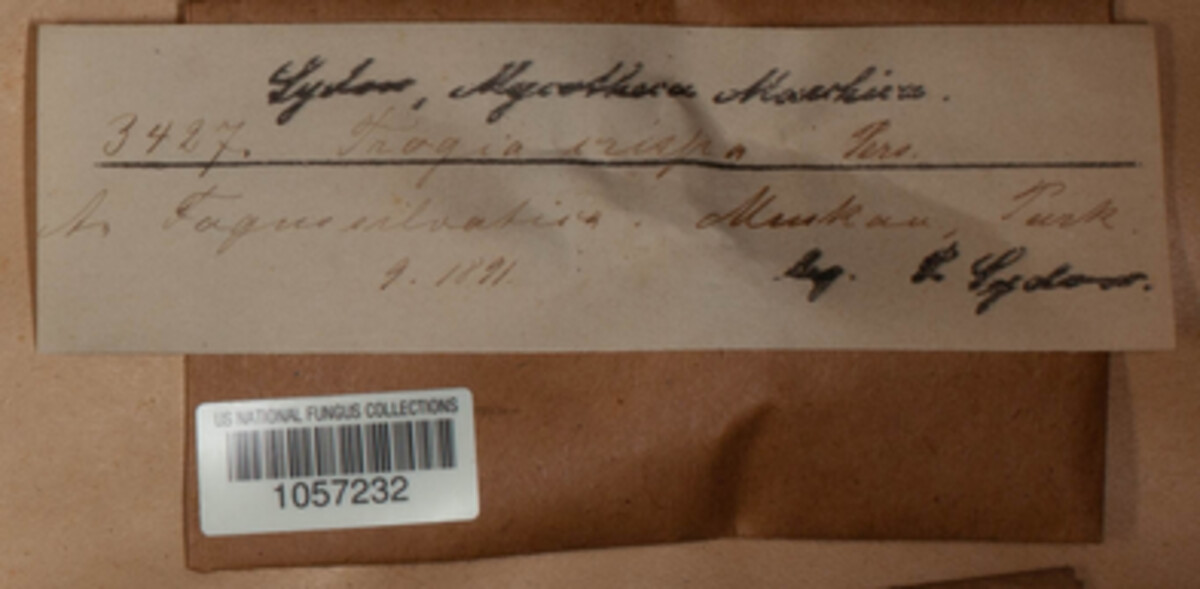 Sydow, Mycotheca Marchica.
3427. Trogia crispa Pers.
A. Fagus silvatica. Muskau, Park.
9. 1891.
leg. P. Sydow.
US NATIONAL FUNGUS COLLECTIONS
1057232